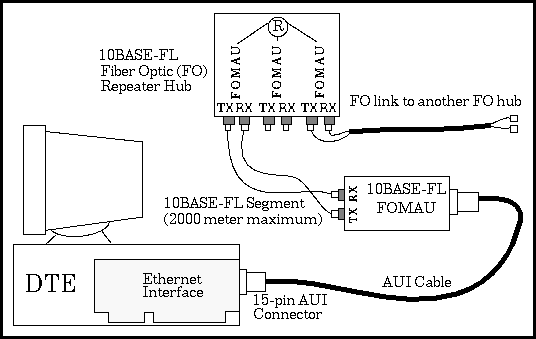 R
10BASE-FL
Fiber Optic (FO)
Repeater Hub
FOMAU
FOMAU
FOMAU
TX RX TX RX TX RX
FO link to another FO hub
10BASE-FL Segment
(2000 meter maximum)
TX RX
10BASE-FL
FOMAU
DTE
Ethernet
Interface
15-pin AUI
Connector
AUI Cable